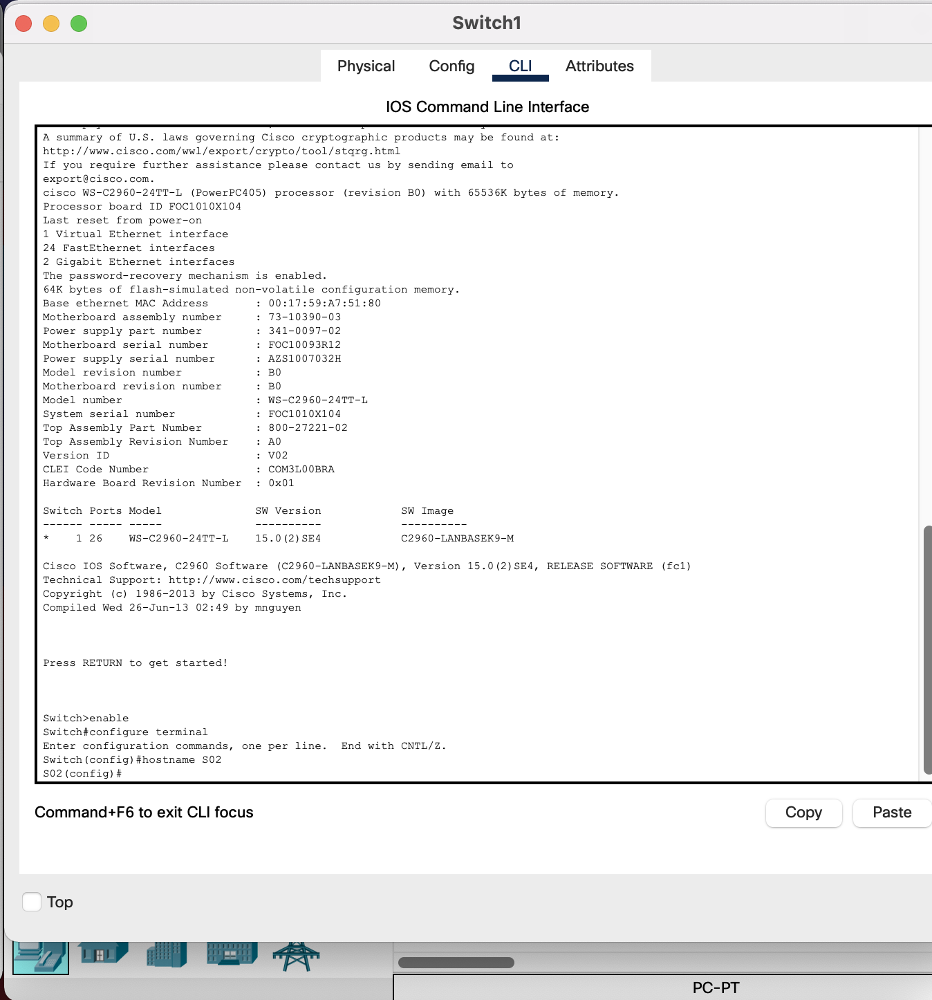 Switch1
Physical Config CLI Attributes
IOS Command Line Interface
A summary of U.S. laws governing Cisco cryptographic products may be found at:
http://www.cisco.com/wwl/export/crypto/tool/stqrg.html
If you require further assistance please contact us by sending email to
export@cisco.com.
cisco WS-C2960-24TT-L (PowerPC405) processor (revision B0) with 65536K bytes of memory.
Processor board ID FOC1010X104
Last reset from power-on
1 Virtual Ethernet interface
24 FastEthernet interfaces
2 Gigabit Ethernet interfaces
The password-recovery mechanism is enabled.
64K bytes of flash-simulated non-volatile configuration memory.
Base ethernet MAC Address : 00:17:59:A7:51:80
Motherboard assembly number : 73-10390-03
Power supply part number : 341-0097-02
Motherboard serial number : FOC10093R12
Power supply serial number : AZS1007032H
Model revision number : B0
Motherboard revision number : B0
Model number : WS-C2960-24TT-L
System serial number : FOC1010X104
Top Assembly Part Number : 800-27221-02
Top Assembly Revision Number : A0
Version ID : V02
CLEI Code Number : COM3L00BRA
Hardware Board Revision Number : 0x01
Switch Ports Model SW Version SW Image
------ ----- ----- ---------- ----------
* 1 26 WS-C2960-24TT-L 15.0(2)SE4 C2960-LANBASEK9-M
Cisco IOS Software, C2960 Software (C2960-LANBASEK9-M), Version 15.0(2)SE4, RELEASE SOFTWARE (fc1)
Technical Support: http://www.cisco.com/techsupport
Copyright (c) 1986-2013 by Cisco Systems, Inc.
Compiled Wed 26-Jun-13 02:49 by mnguyen
Press RETURN to get started!
Switch>enable
Switch#configure terminal
Enter configuration commands, one per line. End with CNTL/Z.
Switch(config)#hostname S02
S02(config)#
Command+F6 to exit CLI focus
Copy Paste
Top
PC-PT